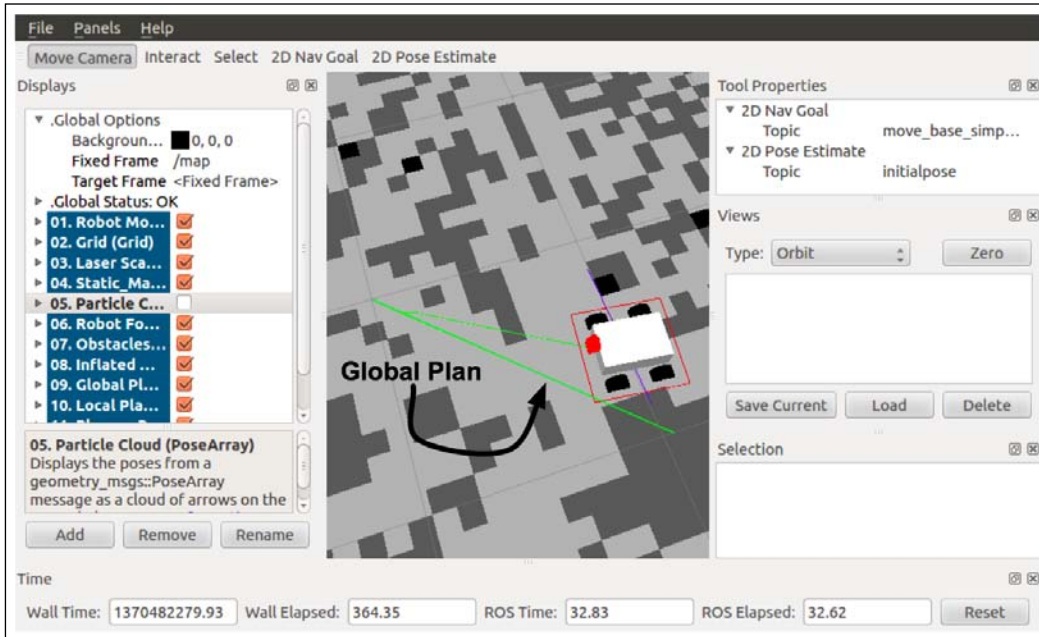 File Panels Help
Move Camera Interact Select 2D Nav Goal 2D Pose Estimate
Displays
.Global Options
Backgroun... 0, 0, 0
Fixed Frame /map
Target Frame <Fixed Frame>
.Global Status: OK
01. Robot Mo...
02. Grid (Grid)
03. Laser Sca...
04. Static_Ma...
05. Particle C...
06. Robot Fo...
07. Obstacles...
08. Inflated ...
09. Global Pl...
10. Local Pla...
05. Particle Cloud (PoseArray)
Displays the poses from a
geometry_msgs::PoseArray
message as a cloud of arrows on the
Add Remove Rename
Global Plan
Tool Properties
2D Nav Goal
Topic move_base_simp...
2D Pose Estimate
Topic initialpose
Views
Type: Orbit Zero
Save Current Load Delete
Selection
Time
Wall Time: 1370482279.93 Wall Elapsed: 364.35 ROS Time: 32.83 ROS Elapsed: 32.62 Reset